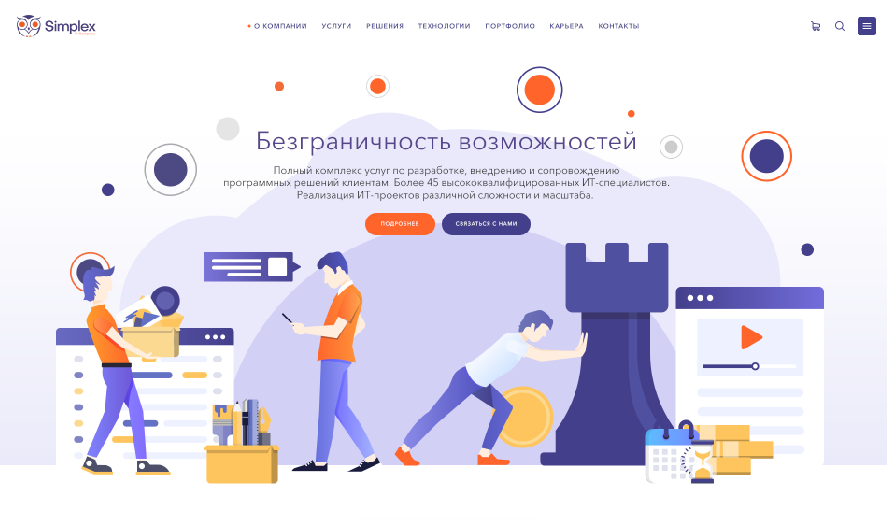 Simplex
О КОМПАНИИ УСЛУГИ РЕШЕНИЯ ТЕХНОЛОГИИ ПОРТФОЛИО КАРЬЕРА КОНТАКТЫ
Безграничность возможностей
Полный комплекс услуг по разработке, внедрению и сопровождению
программных решений клиентам. Более 45 высококвалифицированных ИТ-специалистов.
Реализация ИТ-проектов различной сложности и масштаба.
ПОДРОБНЕЕ СВЯЗАТЬСЯ С НАМИ